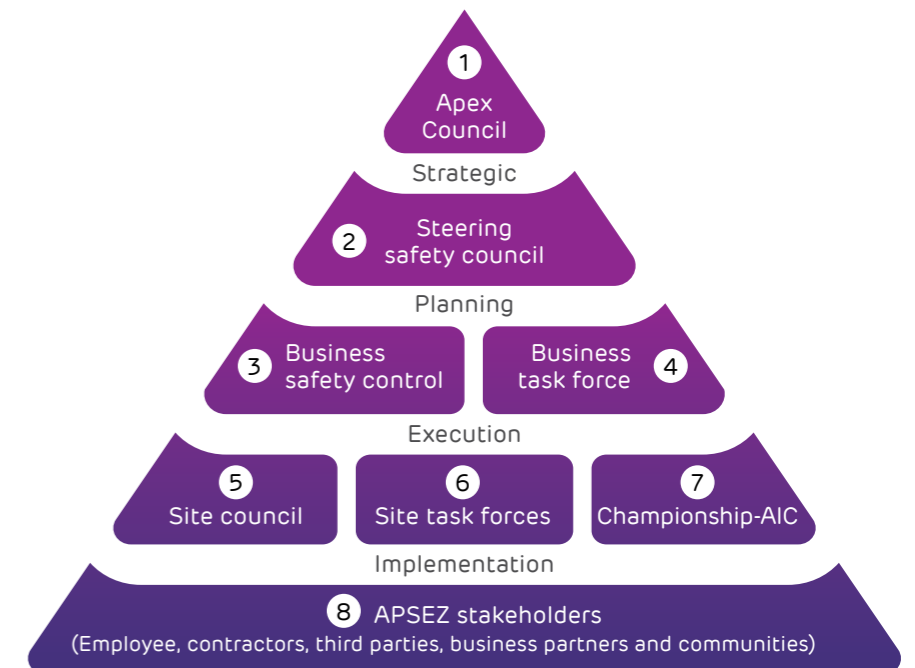 1
Apex
Council
Strategic
2
Steering
safety council
Planning
3
Business
safety control
Business
task force
4
Execution
5
Site council
6
Site task forces
7
Championship-AIC
Implementation
8 APSEZ stakeholders
(Employee, contractors, third parties, business partners and communities)